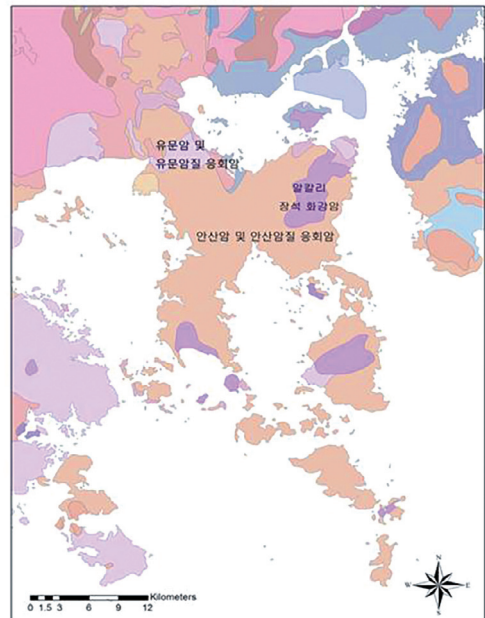 유문암 및
유문암질 응회암
알칼리
장석 화강암
안산암 및 안산암질 응회암
N
W
E
S
Kilometers
0 1.5 3 6 9 12